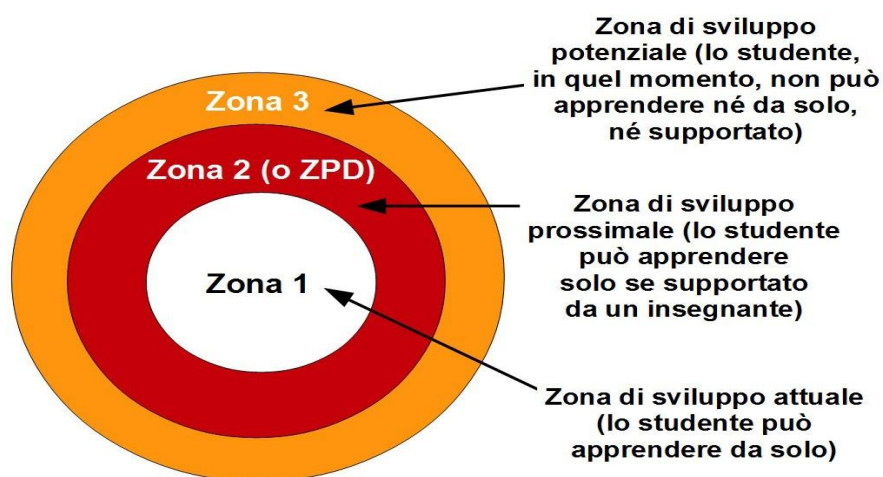 Zona di sviluppo
potenziale (lo studente,
in quel momento, non può
apprendere né da solo,
né supportato)
Zona 3
Zona 2 (o ZPD)
Zona di sviluppo
prossimale (lo studente
può apprendere
solo se supportato
da un insegnante)
Zona 1
Zona di sviluppo attuale
(lo studente può
apprendere da solo)